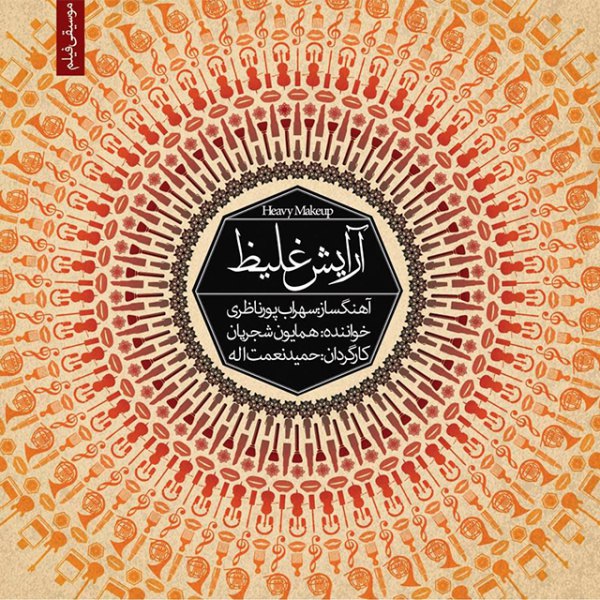 موسیقی فیلم
Heavy Makeup
آرایش غلیظ
آهنگساز: سهراب پورناظری
خواننده: همایون شجریان
کارگردان: حمید نعمت اله